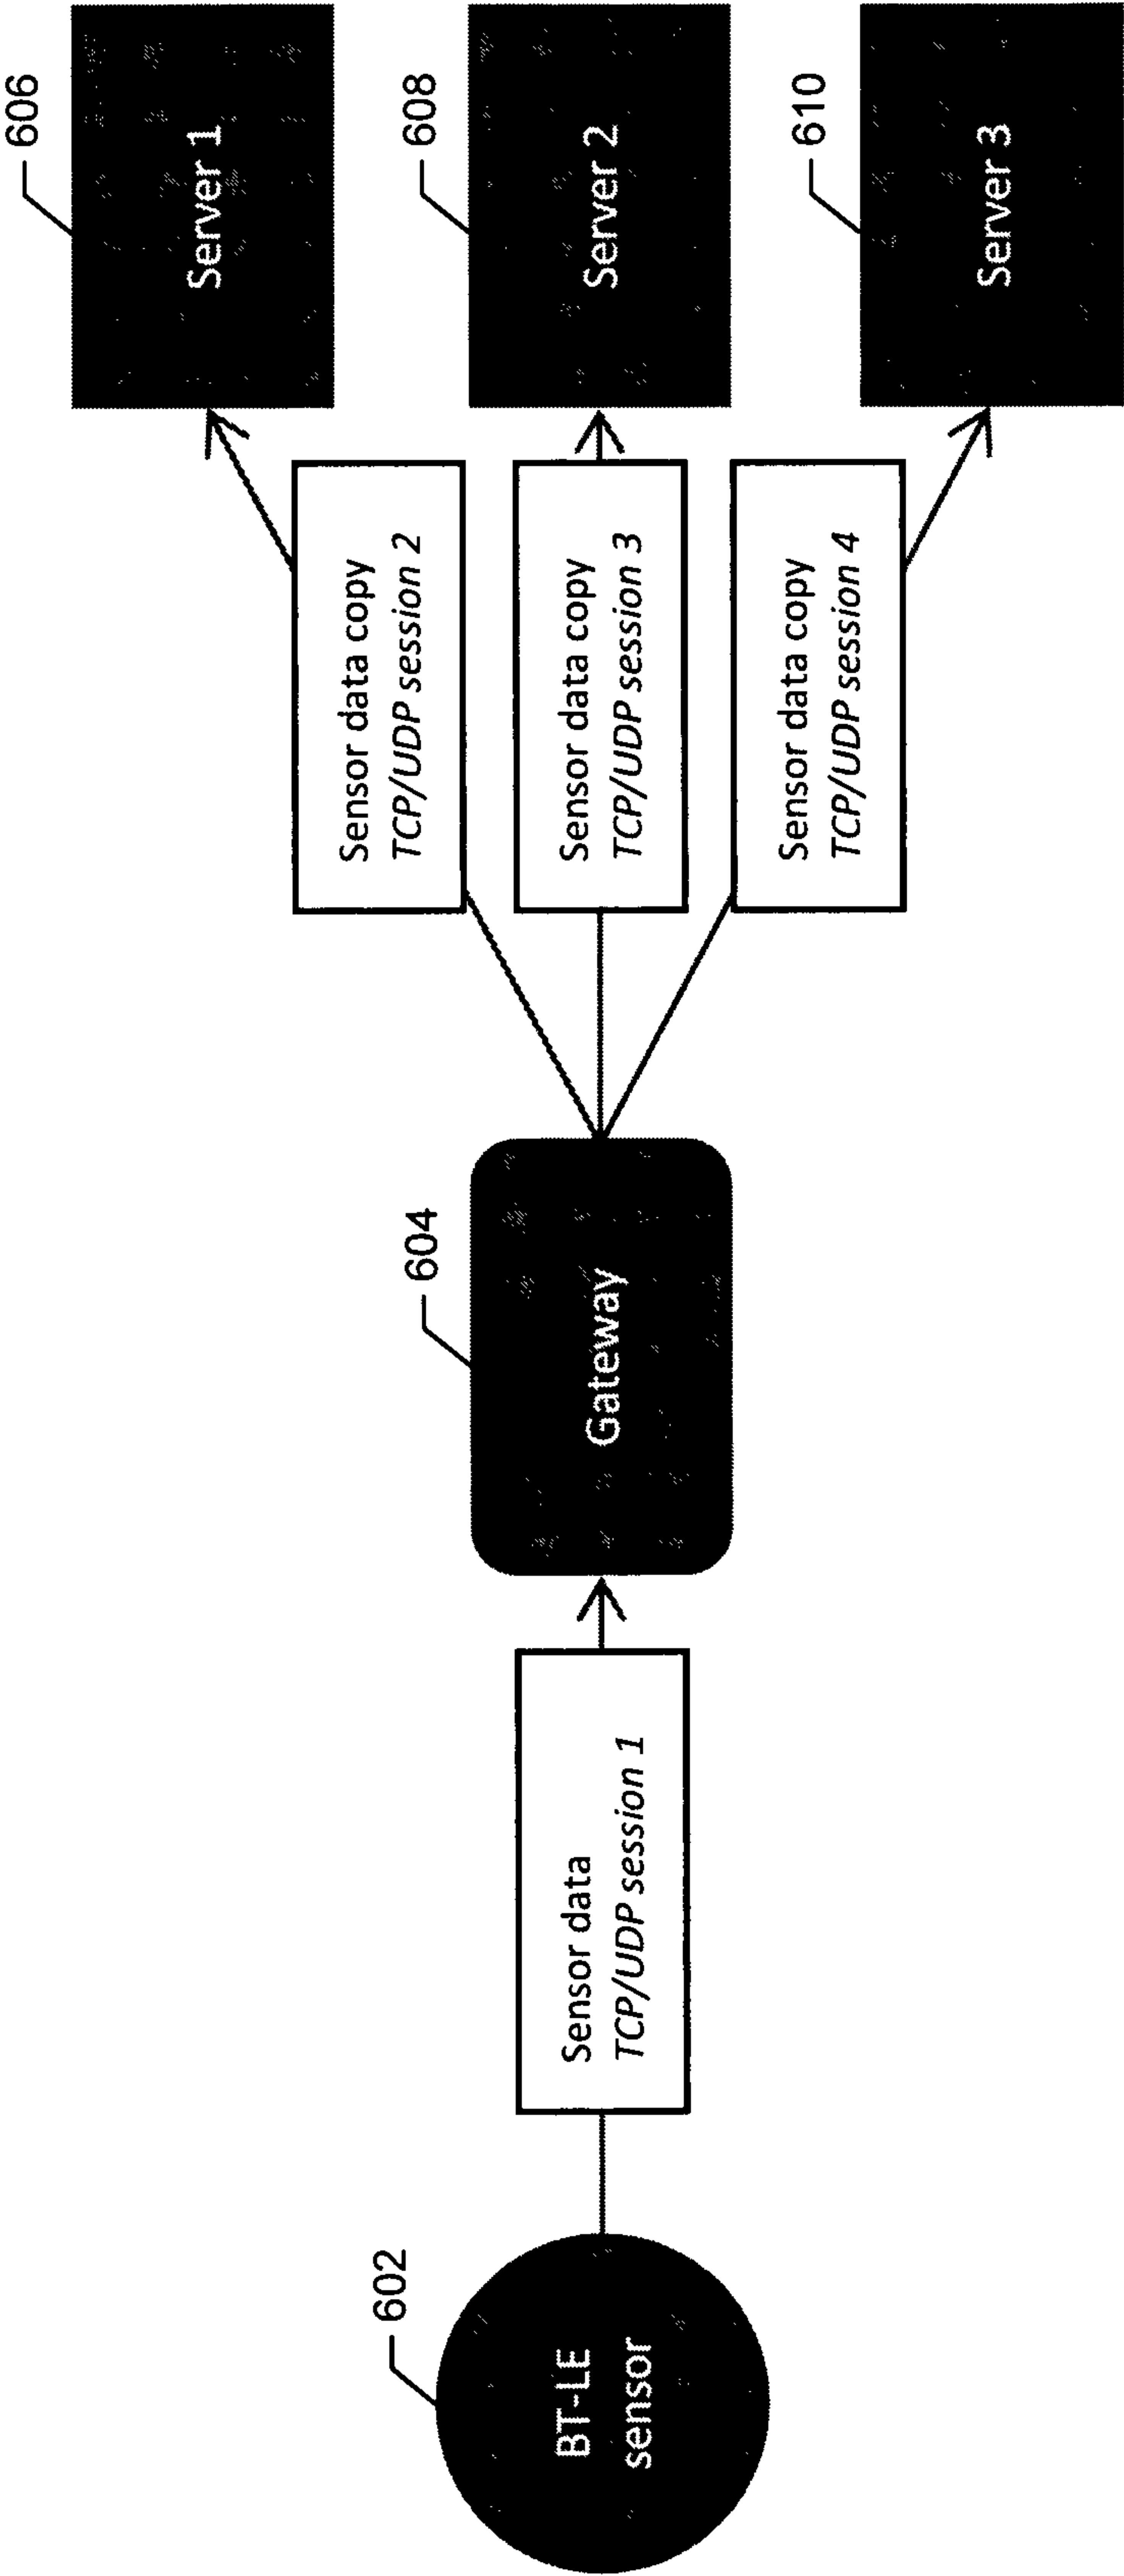 602
BT-LE
sensor
Sensor data
TCP/UDP session 1
604
Gateway
Sensor data copy
TCP/UDP session 2
Sensor data copy
TCP/UDP session 3
Sensor data copy
TCP/UDP session 4
606
Server 1
608
Server 2
610
Server 3